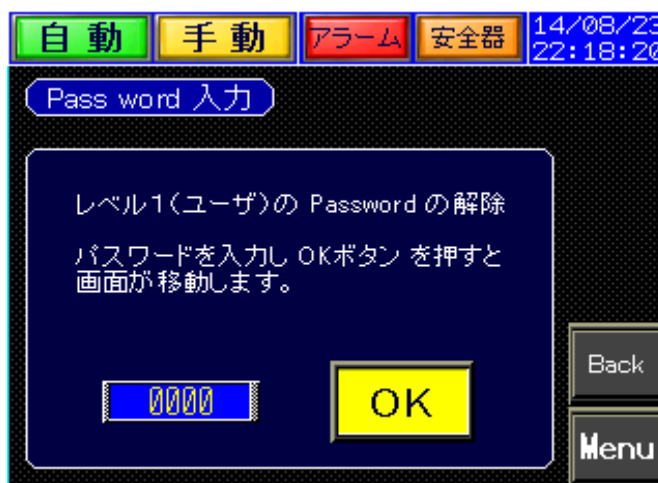 自動 手動 アラーム 安全器 14/08/23
22:18:20
Pass word 入力
レベル1(ユーザ)の Password の解除
パスワードを入力し OKボタン を押すと
画面が移動します。
Back
0000 OK
Menu